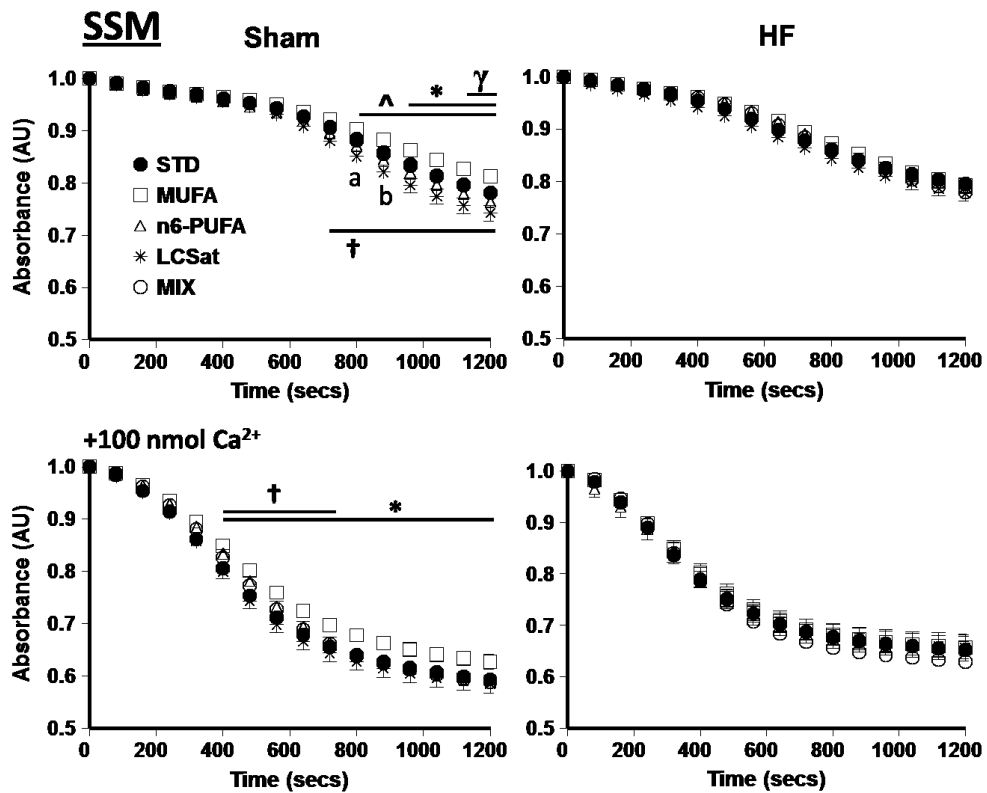 SSM
Sham
HF
1.0
0.9
0.8
0.7
0.6
0.5
Absorbance (AU)
γ
*
^
a
b
†
STD
MUFA
n6-PUFA
LCSat
MIX
0 200 400 600 800 1000 1200
Time (secs)
1.0
0.9
0.8
0.7
0.6
0.5
Absorbance (AU)
0 200 400 600 800 1000 1200
Time (secs)
+100 nmol Ca²⁺
1.0
0.9
0.8
0.7
0.6
0.5
Absorbance (AU)
†
*
0 200 400 600 800 1000 1200
Time (secs)
1.0
0.9
0.8
0.7
0.6
0.5
Absorbance (AU)
0 200 400 600 800 1000 1200
Time (secs)